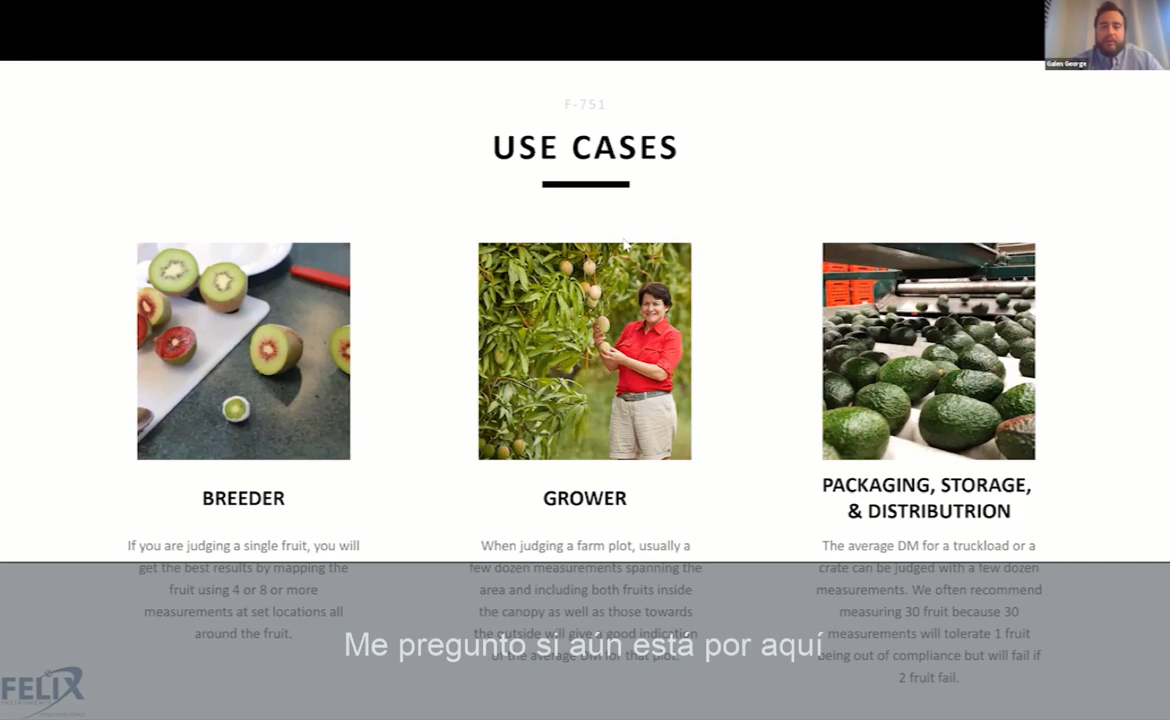 Galen George
F-751
USE CASES
BREEDER
If you are judging a single fruit, you will
get the best results by mapping the
fruit using 4 or 8 or more
measurements at set locations all
around the fruit.
GROWER
When judging a farm plot, usually a
few dozen measurements spanning the
area and including both fruits inside
the canopy as well as those towards
the outside will give a good indication
of the average DM for that plot.
PACKAGING, STORAGE,
& DISTRIBUTRION
The average DM for a truckload or a
crate can be judged with a few dozen
measurements. We often recommend
measuring 30 fruit because 30
measurements will tolerate 1 fruit
being out of compliance but will fail if
2 fruit fail.
Me pregunto si aún está por aquí
FELIX
INSTRUMENTS